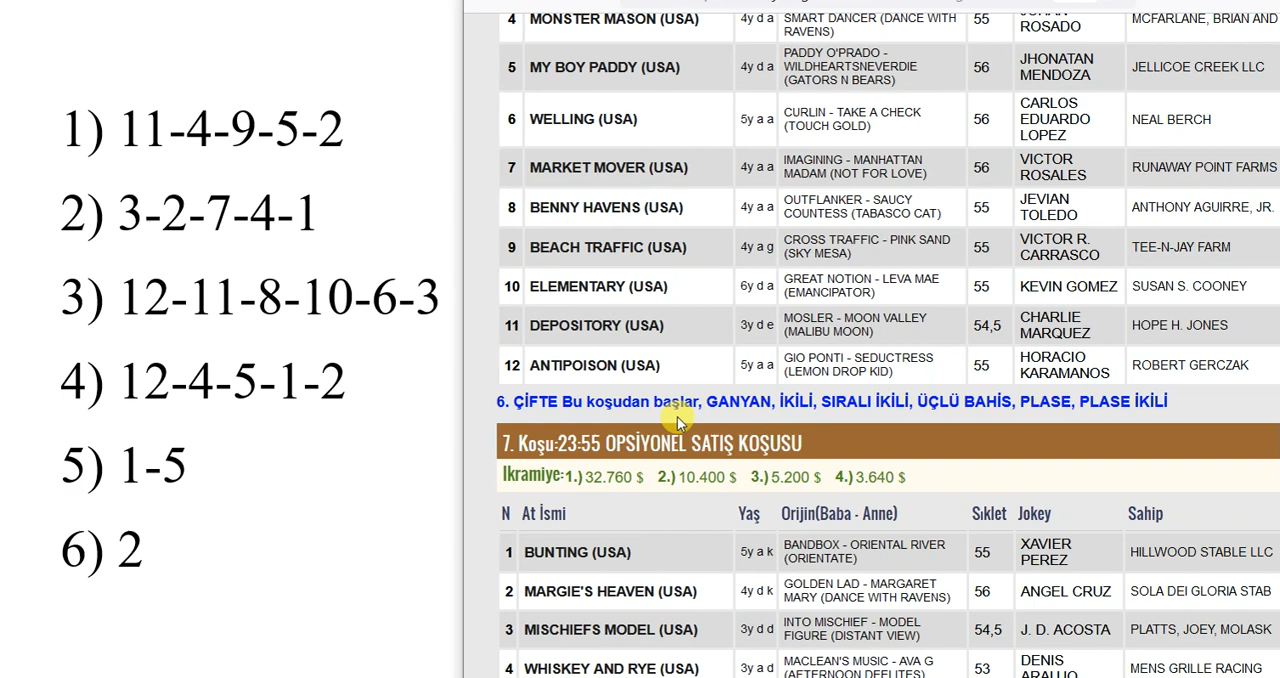 1) 11-4-9-5-2
2) 3-2-7-4-1
3) 12-11-8-10-6-3
4) 12-4-5-1-2
5) 1-5
6) 2
4 MONSTER MASON (USA) 4y d a SMART DANCER (DANCE WITH RAVENS) 55 ROSADO MCFARLANE, BRIAN AND
5 MY BOY PADDY (USA) 4y d a PADDY O'PRADO - WILDHEARTSNEVERDIE (GATORS N BEARS) 56 JHONATAN MENDOZA JELLICOE CREEK LLC
6 WELLING (USA) 5y a a CURLIN - TAKE A CHECK (TOUCH GOLD) 56 CARLOS EDUARDO LOPEZ NEAL BERCH
7 MARKET MOVER (USA) 4y a a IMAGINING - MANHATTAN MADAM (NOT FOR LOVE) 56 VICTOR ROSALES RUNAWAY POINT FARMS
8 BENNY HAVENS (USA) 4y a a OUTFLANKER - SAUCY COUNTESS (TABASCO CAT) 55 JEVIAN TOLEDO ANTHONY AGUIRRE, JR.
9 BEACH TRAFFIC (USA) 4y a g CROSS TRAFFIC - PINK SAND (SKY MESA) 55 VICTOR R. CARRASCO TEE-N-JAY FARM
10 ELEMENTARY (USA) 6y d a GREAT NOTION - LEVA MAE (EMANCIPATOR) 55 KEVIN GOMEZ SUSAN S. COONEY
11 DEPOSITORY (USA) 3y d e MOSLER - MOON VALLEY (MALIBU MOON) 54,5 CHARLIE MARQUEZ HOPE H. JONES
12 ANTIPOISON (USA) 5y a a GIO PONTI - SEDUCTRESS (LEMON DROP KID) 55 HORACIO KARAMANOS ROBERT GERCZAK
6. ÇİFTE Bu koşudan başlar, GANYAN, İKİLİ, SIRALI İKİLİ, ÜÇLÜ BAHİS, PLASE, PLASE İKİLİ
7. Koşu:23:55 OPSİYONEL SATIŞ KOŞUSU
Ikramiye:1.) 32.760 $ 2.) 10.400 $ 3.) 5.200 $ 4.) 3.640 $
N At İsmi Yaş Orijin(Baba - Anne) Sıklet Jokey Sahip
1 BUNTING (USA) 5y a k BANDBOX - ORIENTAL RIVER (ORIENTATE) 55 XAVIER PEREZ HILLWOOD STABLE LLC
2 MARGIE'S HEAVEN (USA) 4y d k GOLDEN LAD - MARGARET MARY (DANCE WITH RAVENS) 56 ANGEL CRUZ SOLA DEI GLORIA STAB
3 MISCHIEFS MODEL (USA) 3y d d INTO MISCHIEF - MODEL FIGURE (DISTANT VIEW) 54,5 J. D. ACOSTA PLATTS, JOEY, MOLASK
4 WHISKEY AND RYE (USA) 3y a d MACLEAN'S MUSIC - AVA G (AFTERNOON DEELITES) 53 DENIS ARAUJO MENS GRILLE RACING